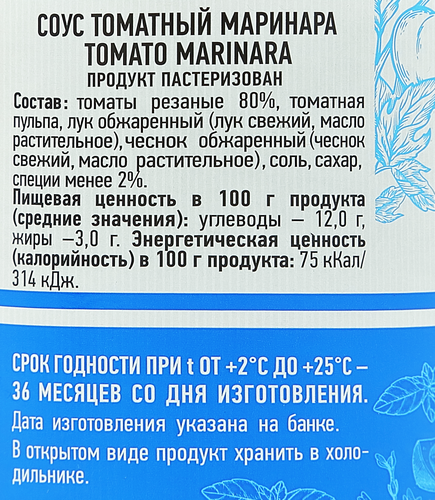 СОУС ТОМАТНЫЙ МАРИНАРА
TOMATO MARINARA
ПРОДУКТ ПАСТЕРИЗОВАН
Состав: томаты резаные 80%, томатная
пульпа, лук обжаренный (лук свежий, масло
растительное), чеснок обжаренный (чеснок
свежий, масло растительное), соль, сахар,
специи менее 2%.
Пищевая ценность в 100 г продукта
(средние значения): углеводы – 12,0 г,
жиры –3,0 г. Энергетическая ценность
(калорийность) в 100 г продукта: 75 кКал/
314 кДж.
СРОК ГОДНОСТИ ПРИ t ОТ +2°С ДО +25°С –
36 МЕСЯЦЕВ СО ДНЯ ИЗГОТОВЛЕНИЯ.
Дата изготовления указана на банке.
В открытом виде продукт хранить в холо-
дильнике.